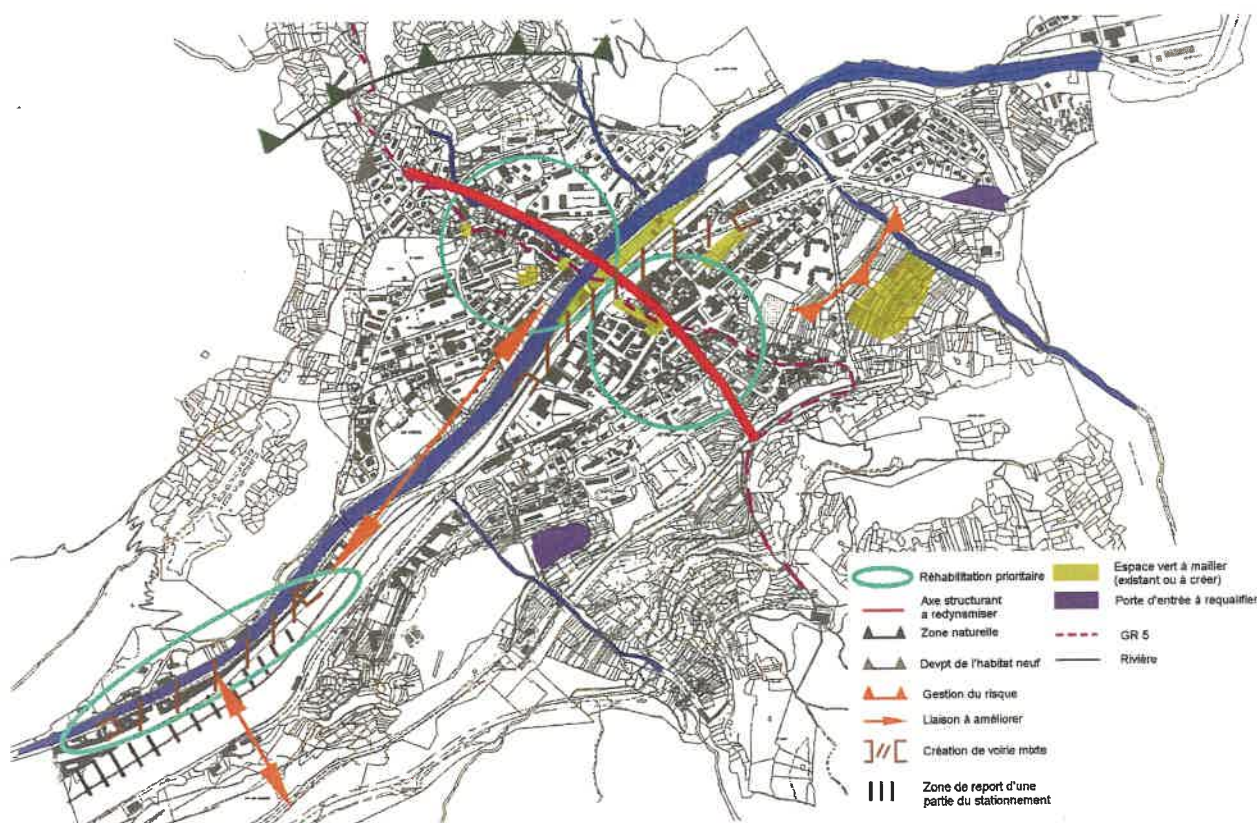 Réhabilitation prioritaire
Axe structurant
a redynsmiser
Zone naturelle
Devpt de l'habitat neuf
Gestion du risque
Liaison à améliorer
Création de voirie mixte
Zone de report d'une
partie du stationnement
Espace vert à mailler
(existant ou à créer)
Porte d'entrée à requalifier
GR 5
Rivière